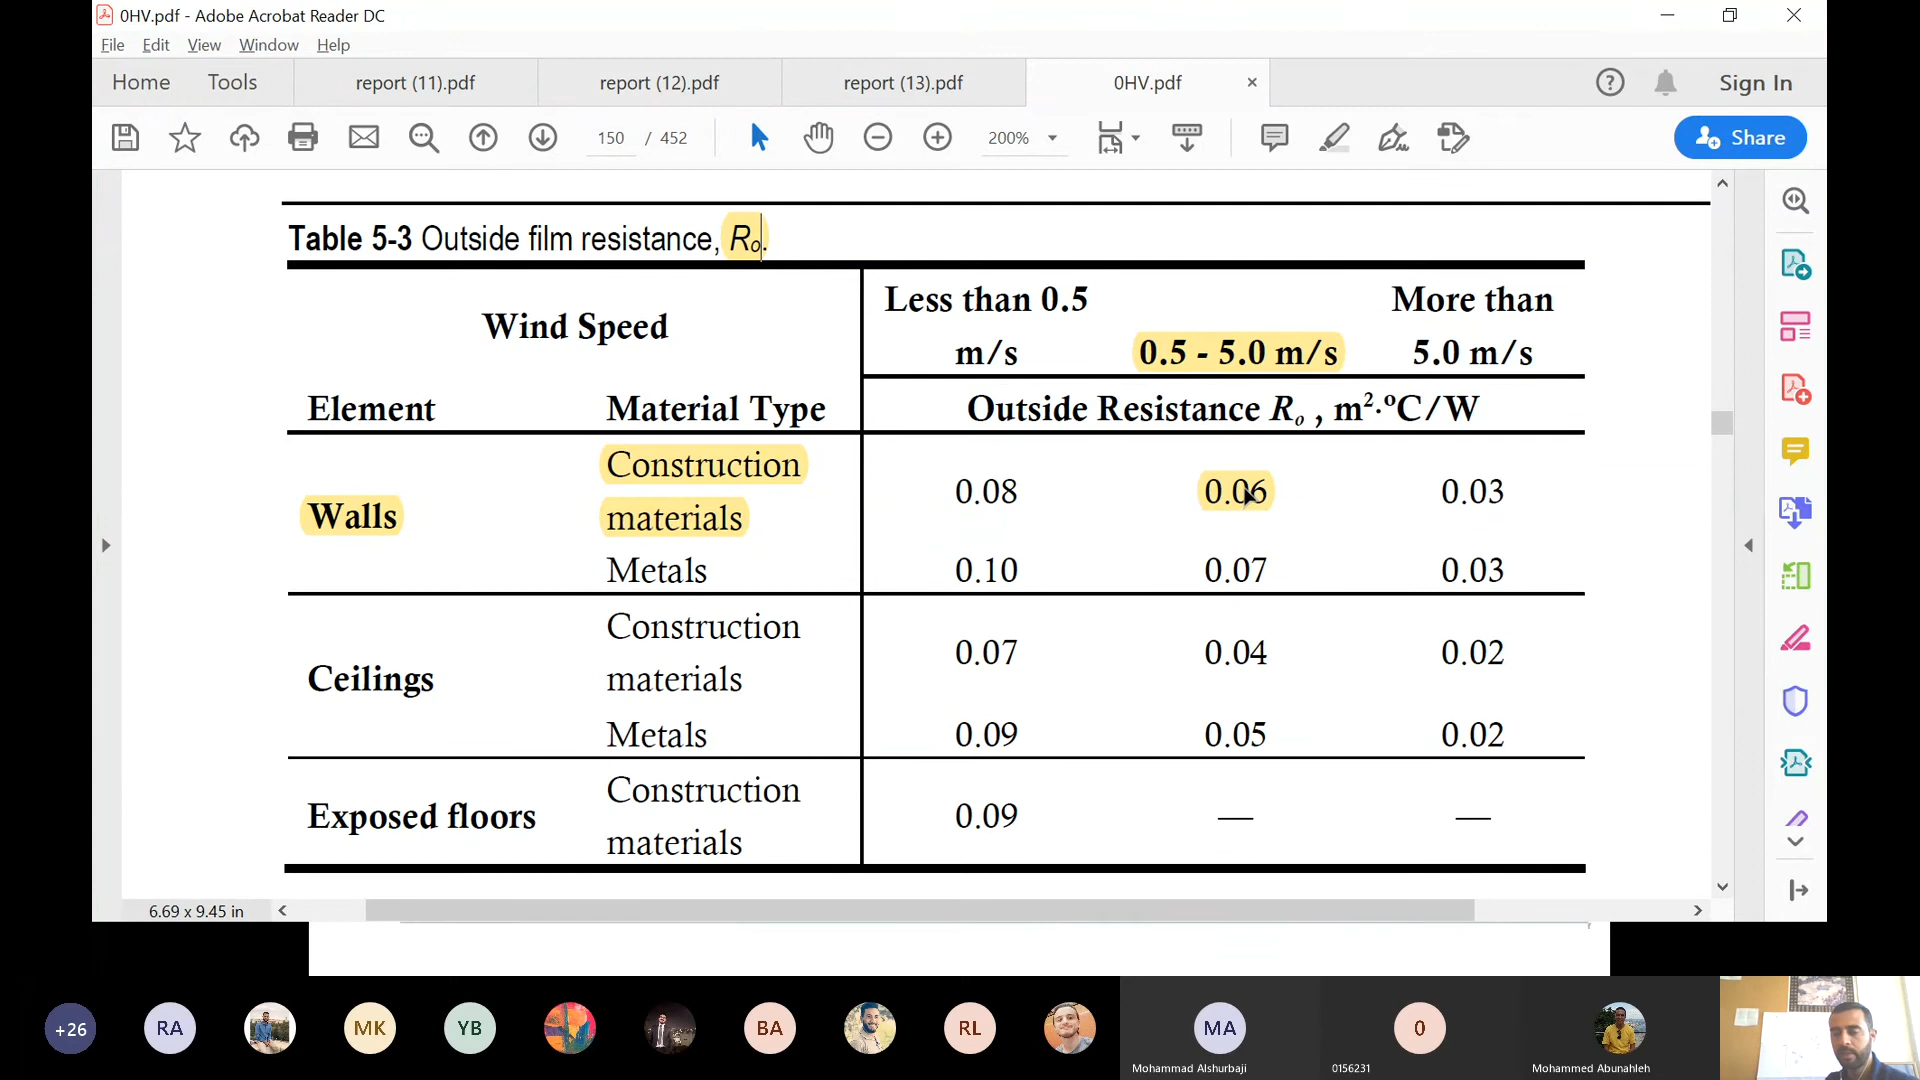 0HV.pdf - Adobe Acrobat Reader DC
File Edit View Window Help
Home Tools report (11).pdf report (12).pdf report (13).pdf 0HV.pdf × Sign In
150 / 452 200% Share
Table 5-3 Outside film resistance, Rₒ.
Wind Speed Less than 0.5 m/s 0.5 - 5.0 m/s More than 5.0 m/s
Element Material Type Outside Resistance Rₒ , m²·ºC/W
Walls Construction materials 0.08 0.06 0.03
Metals 0.10 0.07 0.03
Ceilings Construction materials 0.07 0.04 0.02
Metals 0.09 0.05 0.02
Exposed floors Construction materials 0.09 — —
6.69 x 9.45 in
+26 RA MK YB BA RL MA 0
Mohammad Alshurbaji 0156231 Mohammed Abunahleh